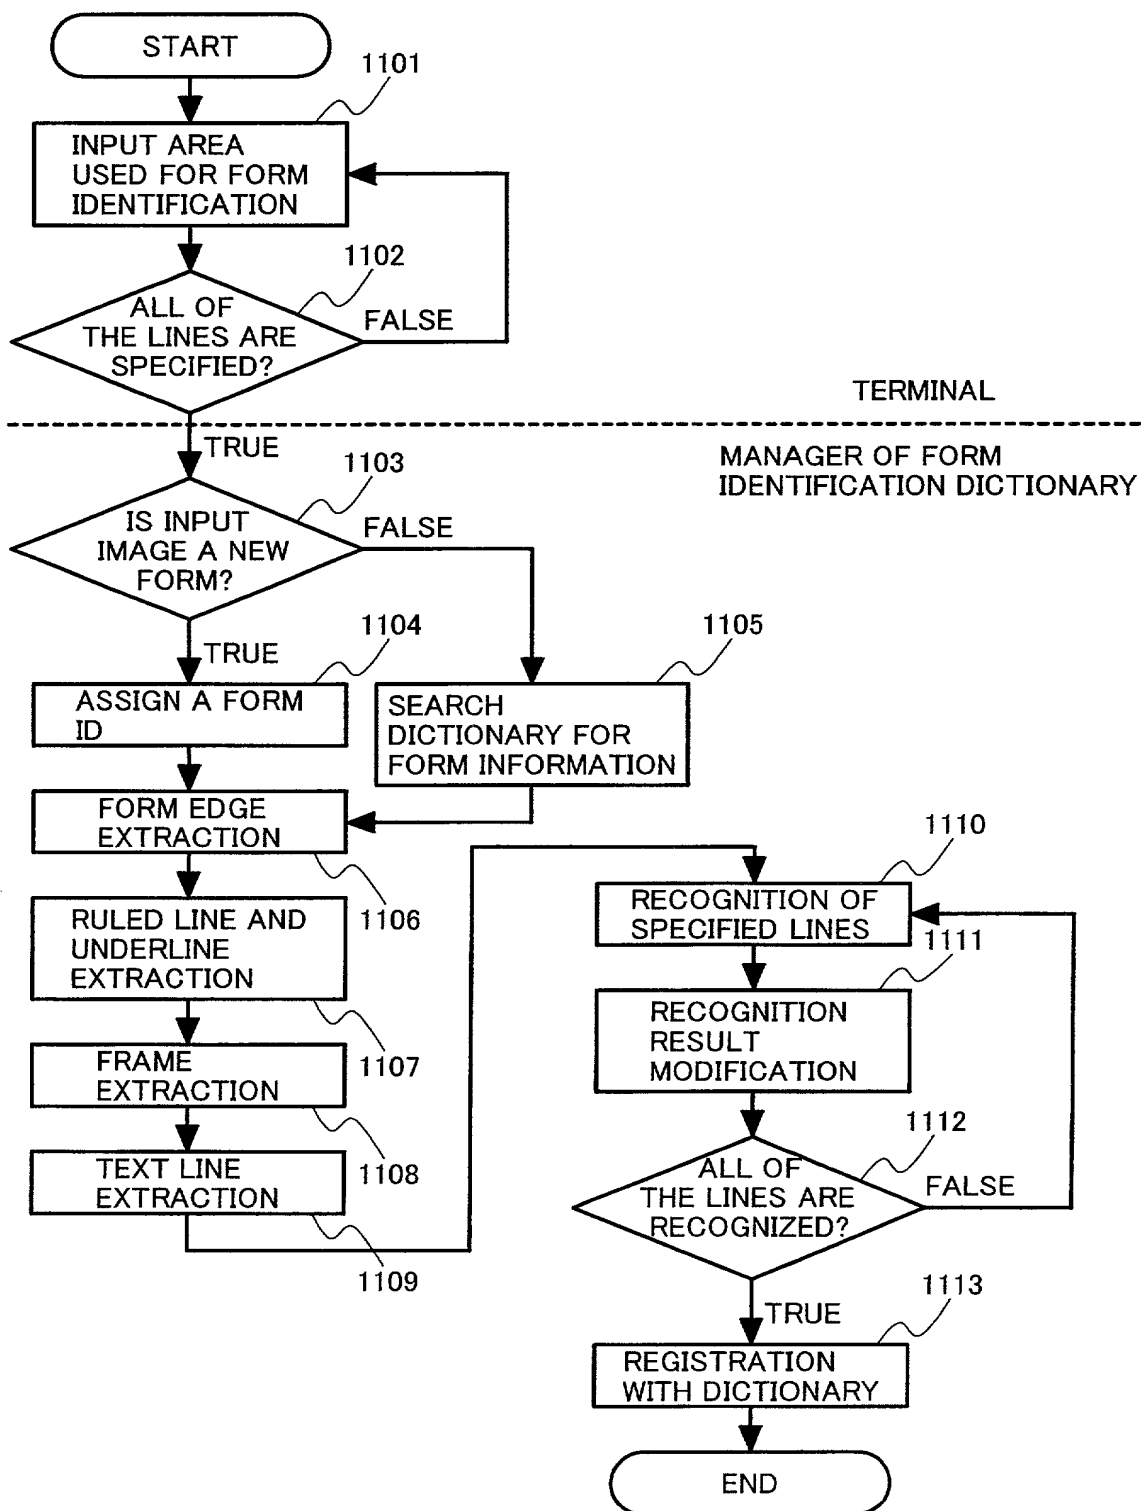 START
1101
INPUT AREA
USED FOR FORM
IDENTIFICATION
1102
ALL OF
THE LINES ARE
SPECIFIED?
FALSE
TERMINAL
TRUE
MANAGER OF FORM
IDENTIFICATION DICTIONARY
1103
IS INPUT
IMAGE A NEW
FORM?
FALSE
TRUE
1104
ASSIGN A FORM
ID
1105
SEARCH
DICTIONARY FOR
FORM INFORMATION
FORM EDGE
EXTRACTION
1106
RULED LINE AND
UNDERLINE
EXTRACTION
1107
FRAME
EXTRACTION
1108
TEXT LINE
EXTRACTION
1109
1110
RECOGNITION OF
SPECIFIED LINES
1111
RECOGNITION
RESULT
MODIFICATION
1112
ALL OF
THE LINES ARE
RECOGNIZED?
FALSE
TRUE
1113
REGISTRATION
WITH DICTIONARY
END